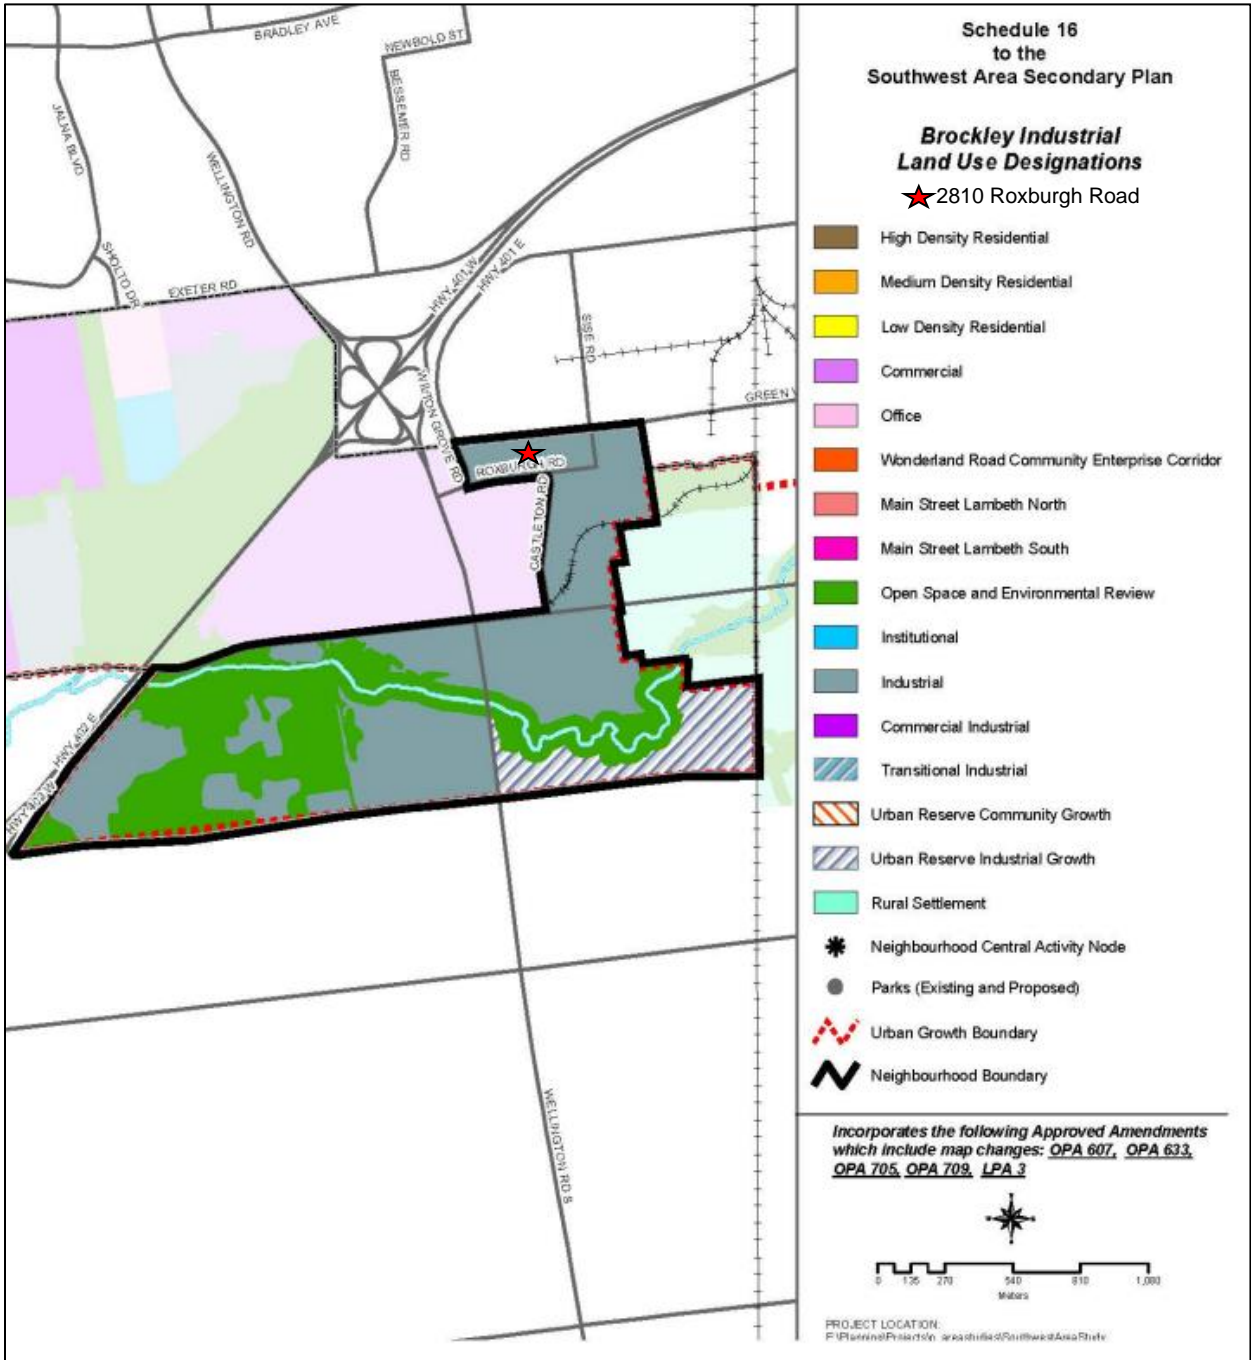 BRADLEY AVE
NEWBOLD ST
BESSEMER RD
JALNA BLVD
WELLINGTON RD
SHOLTO DR
EXETER RD
HWY 401 W
HWY 401 E
SISE RD
WILTON GROVE RD
GREEN
ROXBURGH RD
CASTLETON RD
HWY 402 E
HWY 402 W
WELLINGTON RD S
Schedule 16
to the
Southwest Area Secondary Plan
Brockley Industrial
Land Use Designations
2810 Roxburgh Road
High Density Residential
Medium Density Residential
Low Density Residential
Commercial
Office
Wonderland Road Community Enterprise Corridor
Main Street Lambeth North
Main Street Lambeth South
Open Space and Environmental Review
Institutional
Industrial
Commercial Industrial
Transitional Industrial
Urban Reserve Community Growth
Urban Reserve Industrial Growth
Rural Settlement
Neighbourhood Central Activity Node
Parks (Existing and Proposed)
Urban Growth Boundary
Neighbourhood Boundary
Incorporates the following Approved Amendments
which include map changes: OPA 607, OPA 633,
OPA 705, OPA 709, LPA 3
0 135 270 540 810 1,080
Meters
PROJECT LOCATION: